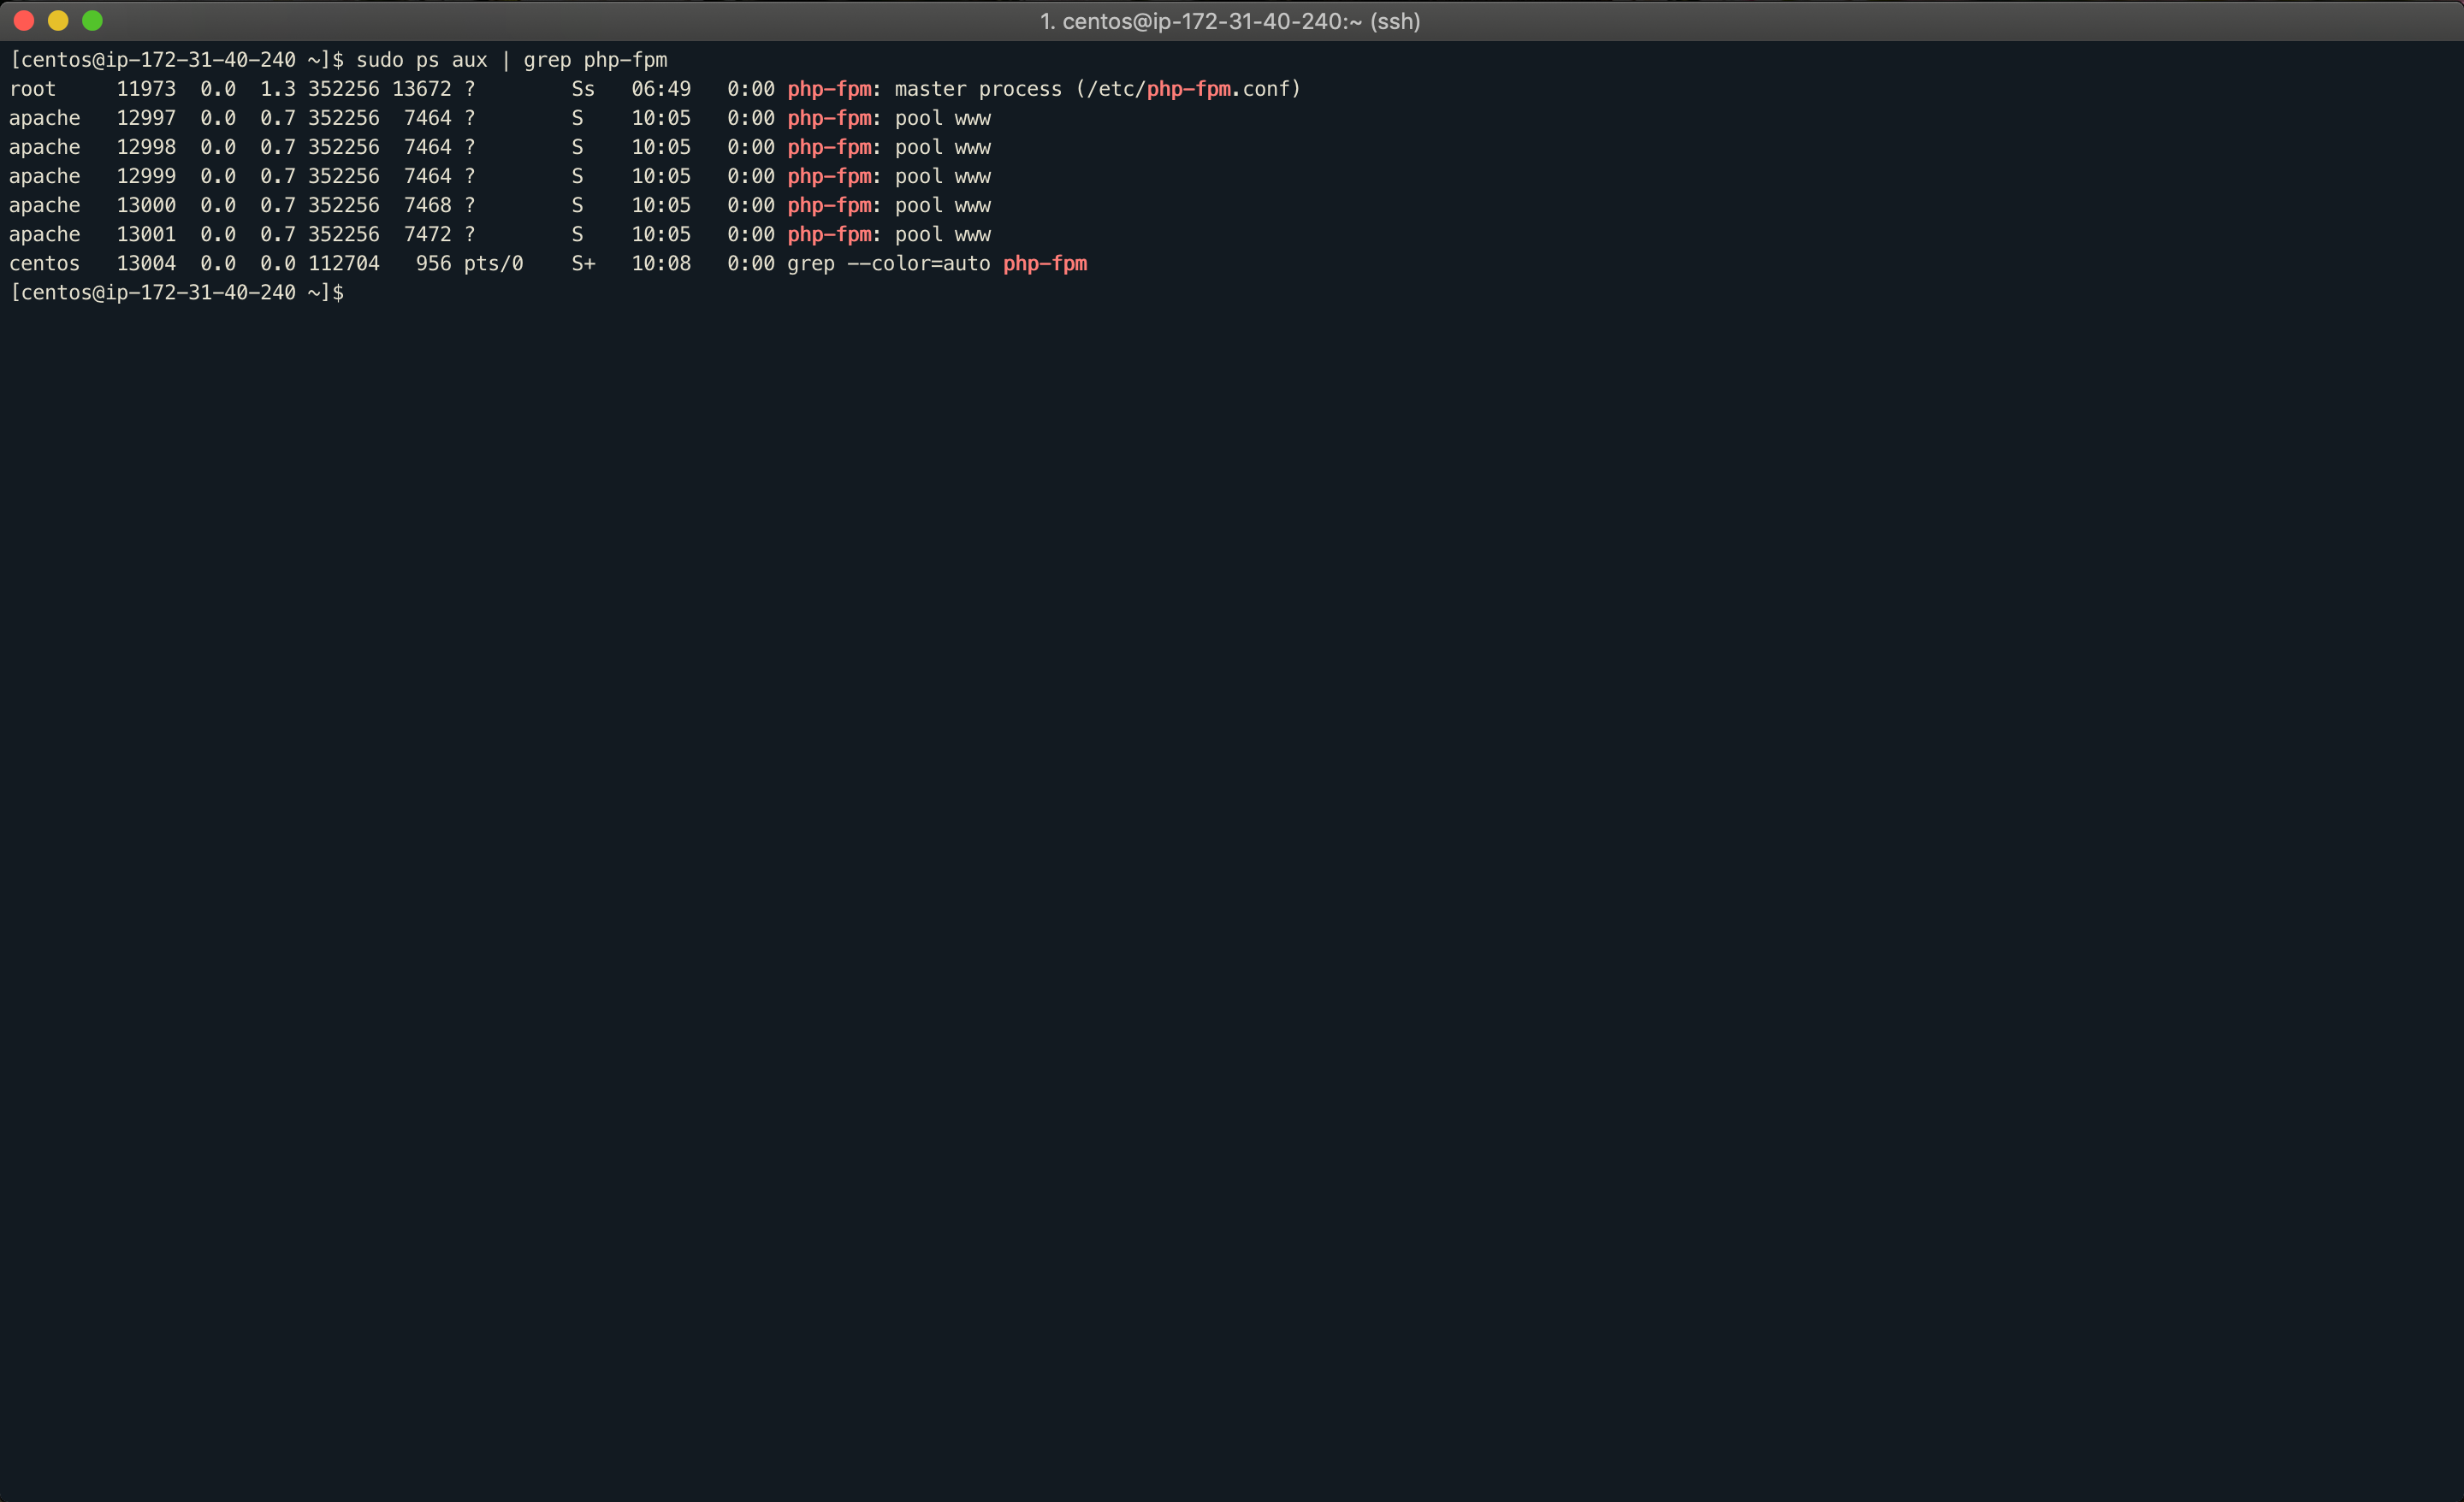 1. centos@ip-172-31-40-240:~ (ssh)
[centos@ip-172-31-40-240 ~]$ sudo ps aux | grep php-fpm
root     11973  0.0  1.3 352256 13672 ?        Ss   06:49   0:00 php-fpm: master process (/etc/php-fpm.conf)
apache   12997  0.0  0.7 352256  7464 ?        S    10:05   0:00 php-fpm: pool www
apache   12998  0.0  0.7 352256  7464 ?        S    10:05   0:00 php-fpm: pool www
apache   12999  0.0  0.7 352256  7464 ?        S    10:05   0:00 php-fpm: pool www
apache   13000  0.0  0.7 352256  7468 ?        S    10:05   0:00 php-fpm: pool www
apache   13001  0.0  0.7 352256  7472 ?        S    10:05   0:00 php-fpm: pool www
centos   13004  0.0  0.0 112704   956 pts/0    S+   10:08   0:00 grep --color=auto php-fpm
[centos@ip-172-31-40-240 ~]$